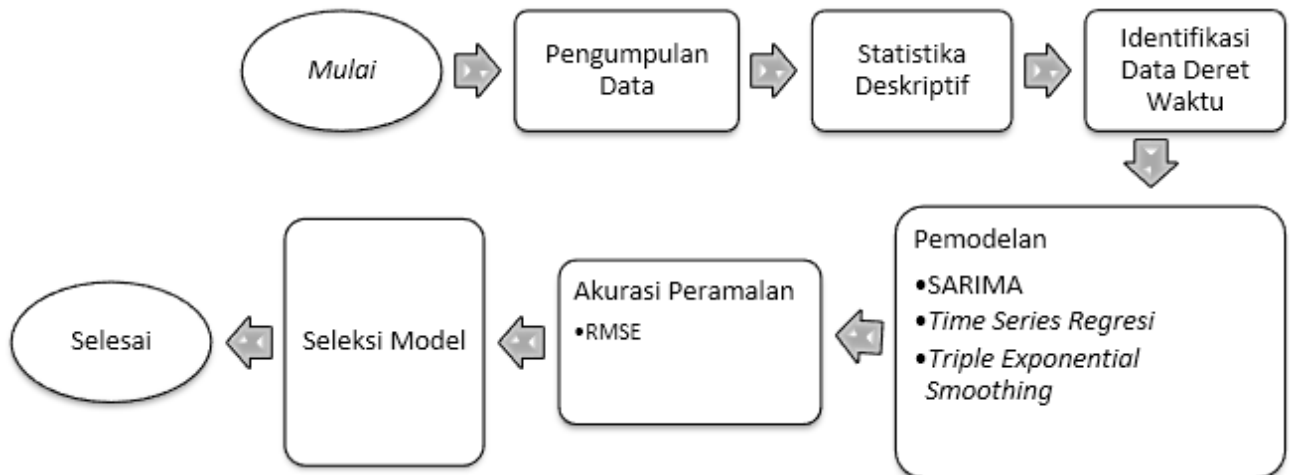 Mulai
Pengumpulan
Data
Statistika
Deskriptif
Identifikasi
Data Deret
Waktu
Pemodelan
•SARIMA
•Time Series Regresi
•Triple Exponential
Smoothing
Akurasi Peramalan
•RMSE
Seleksi Model
Selesai